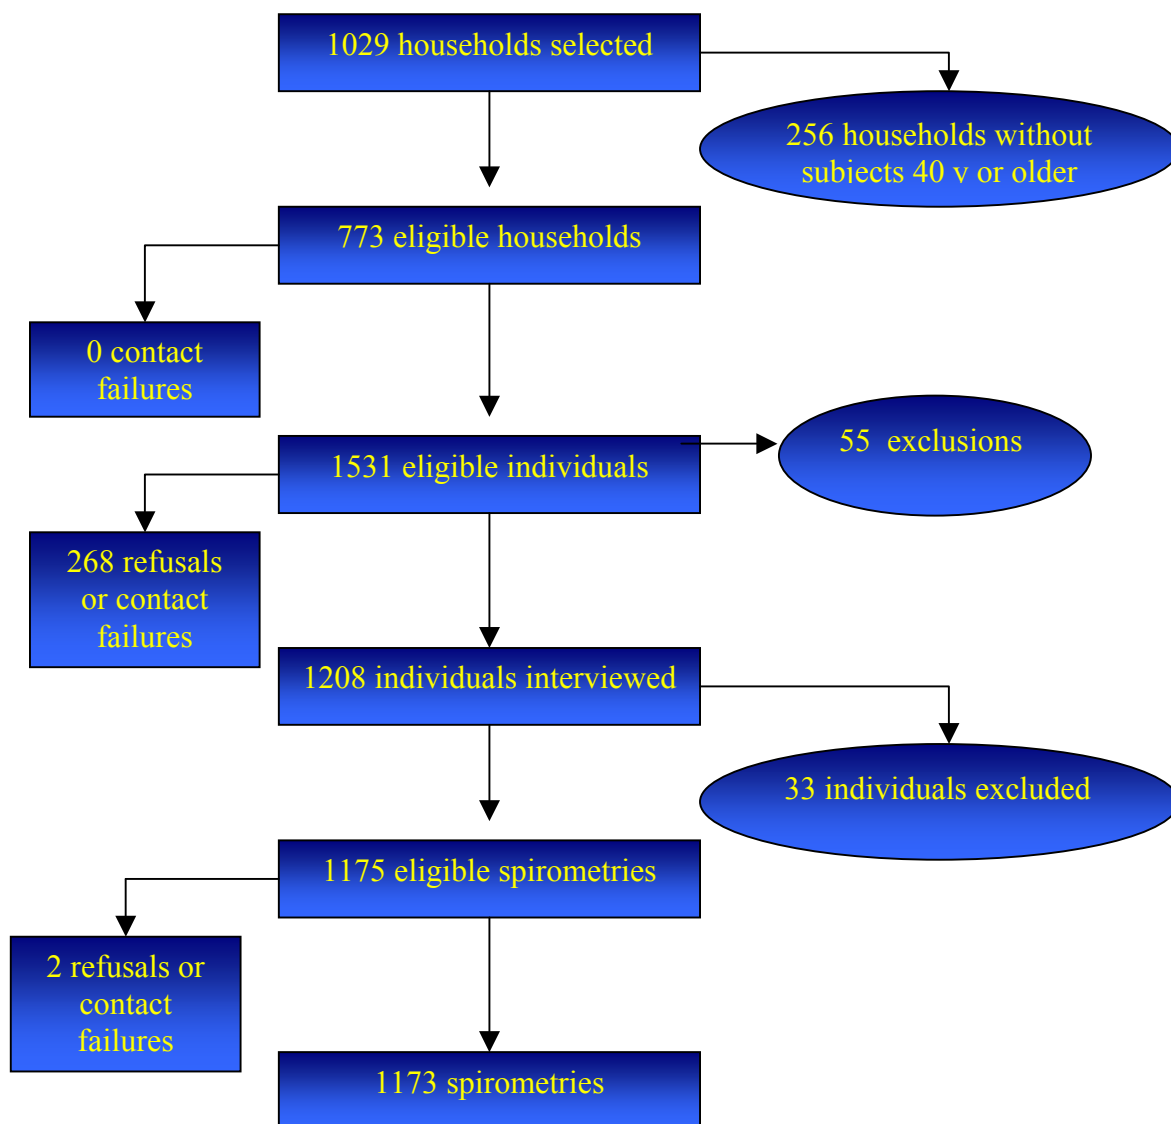 1029 households selected
256 households without
subjects 40 y or older
773 eligible households
0 contact
failures
1531 eligible individuals
55  exclusions
268 refusals
or contact
failures
1208 individuals interviewed
33 individuals excluded
1175 eligible spirometries
2 refusals or
contact
failures
1173 spirometries